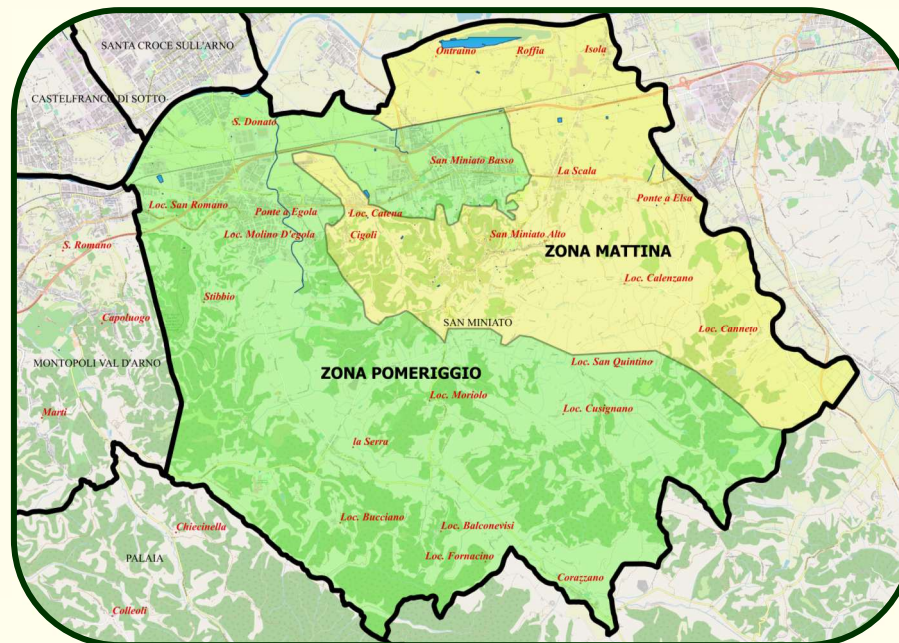 SANTA CROCE SULL'ARNO
Ontraino
Roffia
Isola
CASTELFRANCO DI SOTTO
S. Donato
San Miniato Basso
La Scala
Ponte a Elsa
Loc. San Romano
Ponte a Egola
Loc. Catena
S. Romano
Loc. Molino D'egola
Cigoli
San Miniato Alto
ZONA MATTINA
Loc. Calenzano
Stibbio
Capoluogo
SAN MINIATO
Loc. Canneto
MONTOPOLI VAL D'ARNO
ZONA POMERIGGIO
Loc. San Quintino
Loc. Moriolo
Marti
Loc. Cusignano
la Serra
Loc. Bucciano
Chiecinella
Loc. Balconevisi
PALAIA
Loc. Fornacino
Corazzano
Colleoli